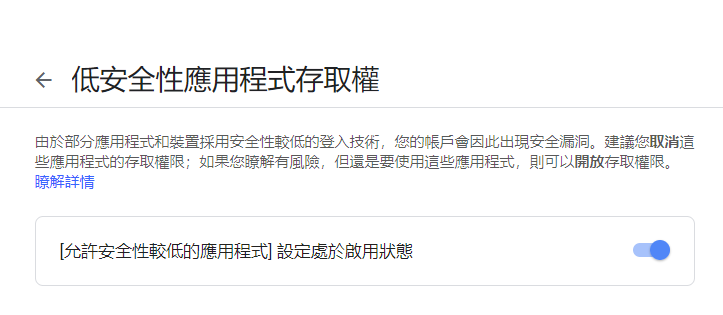 低安全性應用程式存取權
由於部分應用程式和裝置採用安全性較低的登入技術，您的帳戶會因此出現安全漏洞。建議您取消這
些應用程式的存取權限；如果您瞭解有風險，但還是要使用這些應用程式，則可以開放存取權限。
瞭解詳情
[允許安全性較低的應用程式] 設定處於啟用狀態